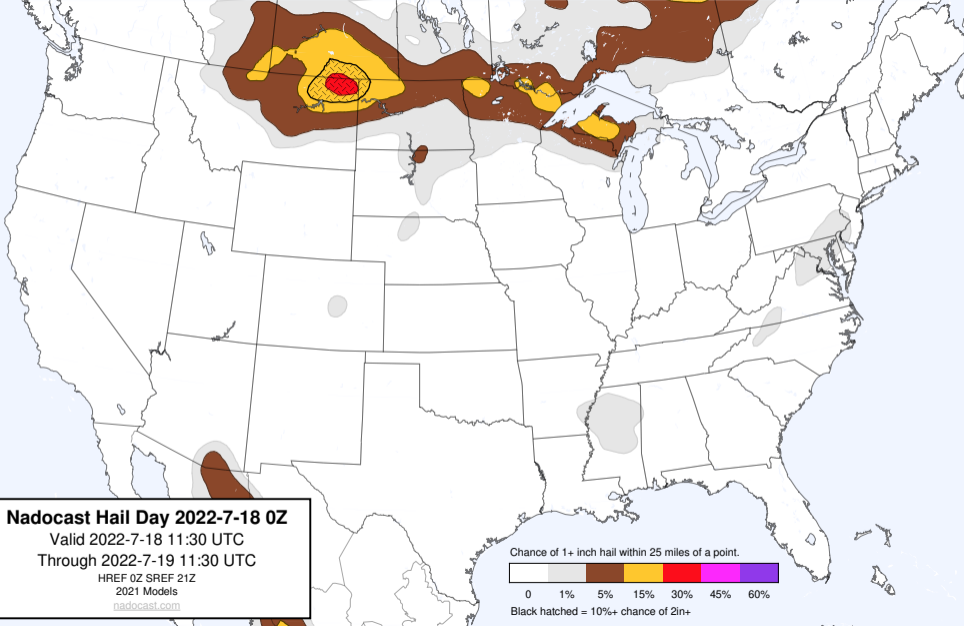 Nadocast Hail Day 2022-7-18 0Z
Valid 2022-7-18 11:30 UTC
Through 2022-7-19 11:30 UTC
HREF 0Z SREF 21Z
2021 Models
nadocast.com
Chance of 1+ inch hail within 25 miles of a point.
0 1% 5% 15% 30% 45% 60%
Black hatched = 10%+ chance of 2in+